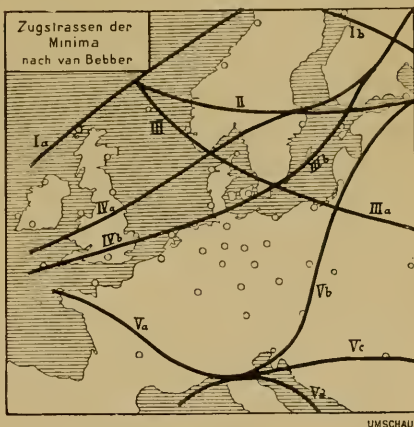 Zugstrassen der
Minima
nach van Bebber
Ib
II
Ia
III
IIIb
IVa
IIIa
IVb
Vb
Va
Vc
Vd
UMSCHAU